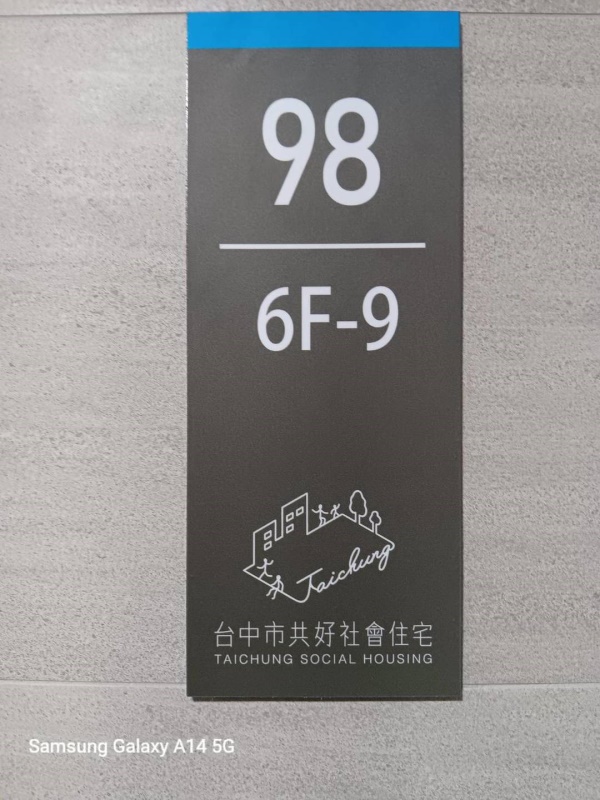 98
6F-9
Taichung
台中市共好社會住宅
TAICHUNG SOCIAL HOUSING
Samsung Galaxy A14 5G